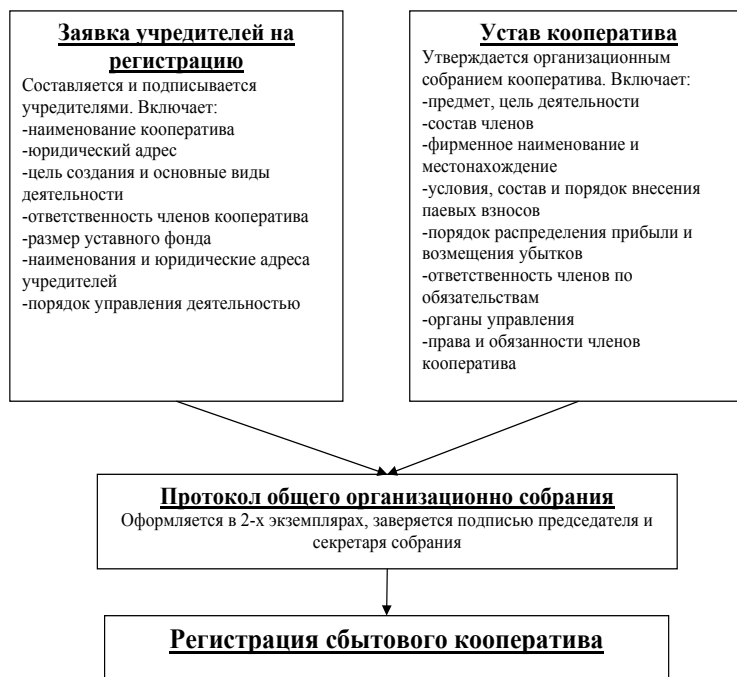 Заявка учредителей на
регистрацию
Составляется и подписывается
учредителями. Включает:
-наименование кооператива
-юридический адрес
-цель создания и основные виды
деятельности
-ответственность членов кооператива
-размер уставного фонда
-наименования и юридические адреса
учредителей
-порядок управления деятельностью
Устав кооператива
Утверждается организационным
собранием кооператива. Включает:
-предмет, цель деятельности
-состав членов
-фирменное наименование и
местонахождение
-условия, состав и порядок внесения
паевых взносов
-порядок распределения прибыли и
возмещения убытков
-ответственность членов по
обязательствам
-органы управления
-права и обязанности членов
кооператива
Протокол общего организационно собрания
Оформляется в 2-х экземплярах, заверяется подписью председателя и
секретаря собрания
Регистрация сбытового кооператива